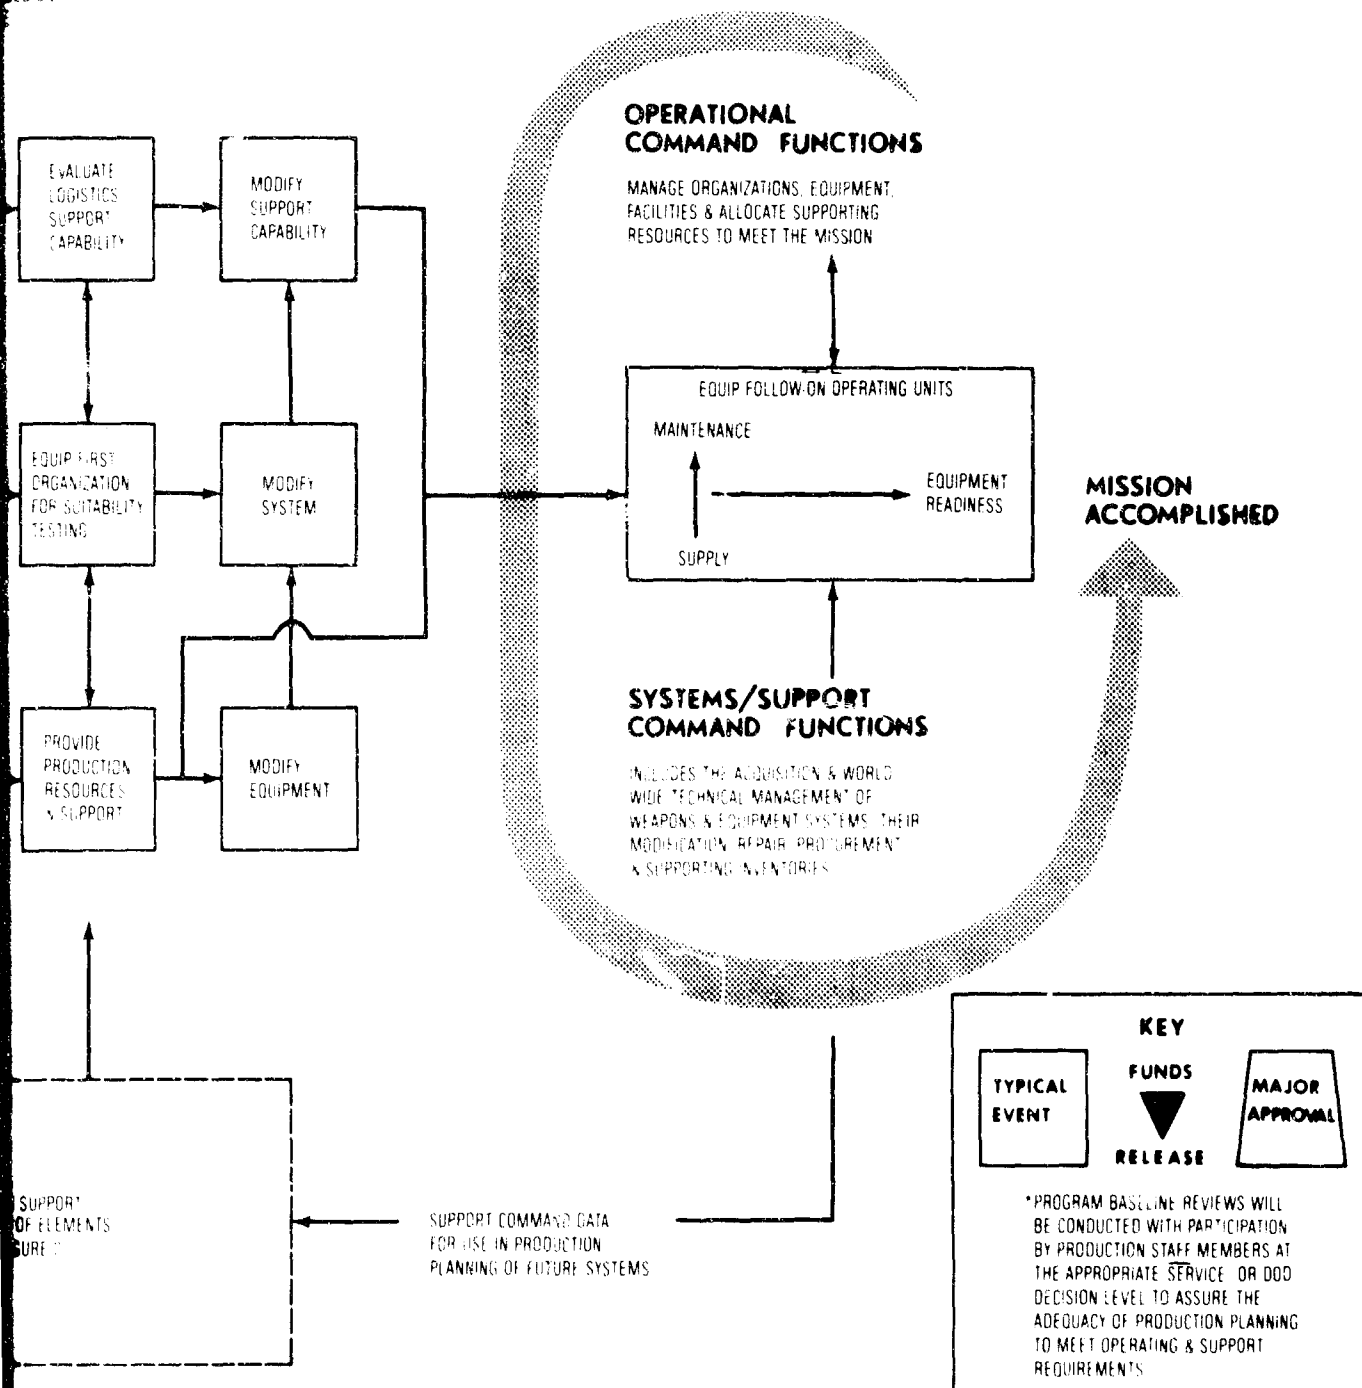 EVALUATE
LOGISTICS
SUPPORT
CAPABILITY
MODIFY
SUPPORT
CAPABILITY
EQUIP FIRST
ORGANIZATION
FOR SUITABILITY
TESTING
MODIFY
SYSTEM
PROVIDE
PRODUCTION
RESOURCES
& SUPPORT
MODIFY
EQUIPMENT
OPERATIONAL
COMMAND FUNCTIONS
MANAGE ORGANIZATIONS, EQUIPMENT,
FACILITIES & ALLOCATE SUPPORTING
RESOURCES TO MEET THE MISSION
EQUIP FOLLOW-ON OPERATING UNITS
MAINTENANCE
EQUIPMENT
READINESS
SUPPLY
MISSION
ACCOMPLISHED
SYSTEMS/SUPPORT
COMMAND FUNCTIONS
INCLUDES THE ACQUISITION & WORLD
WIDE TECHNICAL MANAGEMENT OF
WEAPONS & EQUIPMENT SYSTEMS, THEIR
MODIFICATION, REPAIR, PROCUREMENT
& SUPPORTING INVENTORIES
SUPPORT
OF ELEMENTS
SUPPORT COMMAND DATA
FOR USE IN PRODUCTION
PLANNING OF FUTURE SYSTEMS
KEY
TYPICAL
EVENT
FUNDS
RELEASE
MAJOR
APPROVAL
*PROGRAM BASELINE REVIEWS WILL
BE CONDUCTED WITH PARTICIPATION
BY PRODUCTION STAFF MEMBERS AT
THE APPROPRIATE SERVICE OR DOD
DECISION LEVEL TO ASSURE THE
ADEQUACY OF PRODUCTION PLANNING
TO MEET OPERATING & SUPPORT
REQUIREMENTS